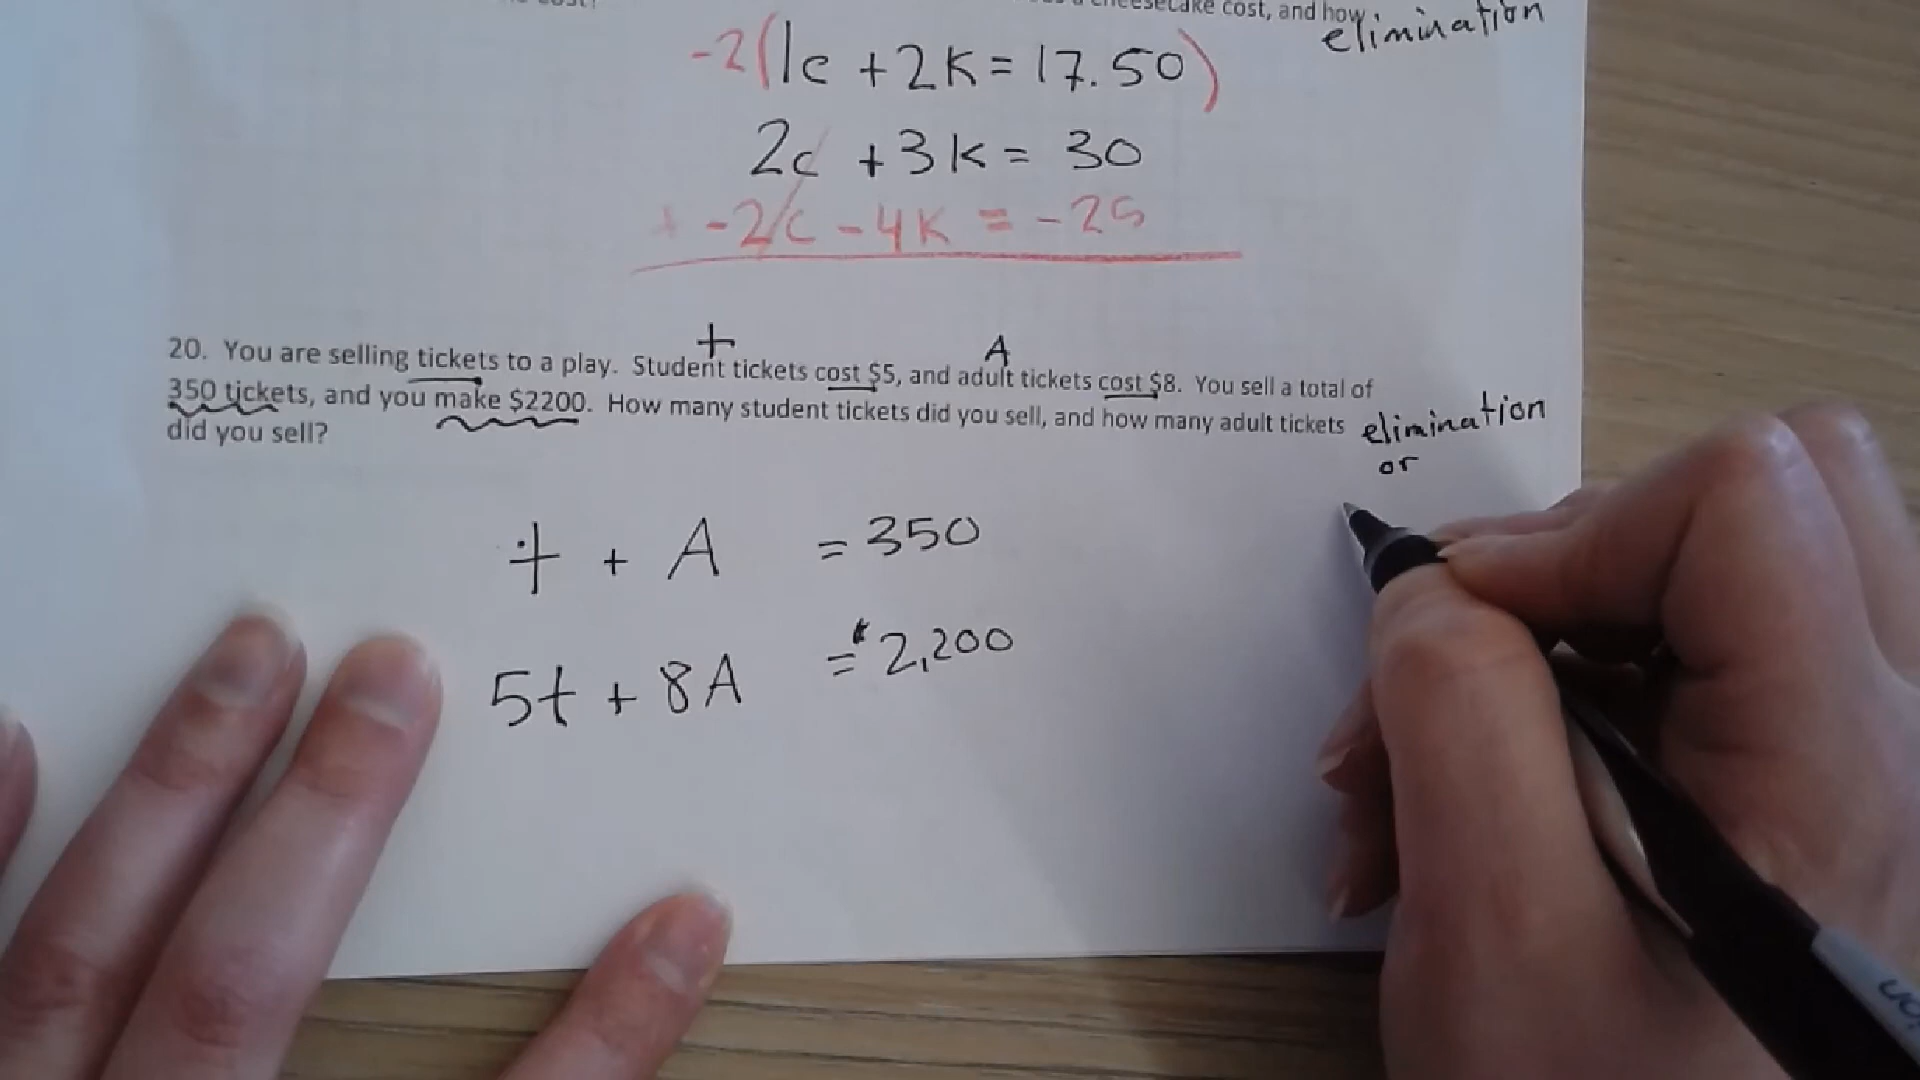 cheesecake cost, and how
elimination
-2(1c + 2K = 17.50)
2c + 3k = 30
+ -2c - 4K = -25
t
A
20. You are selling tickets to a play. Student tickets cost $5, and adult tickets cost $8. You sell a total of
350 tickets, and you make $2200. How many student tickets did you sell, and how many adult tickets
did you sell?
elimination
or
t + A = 350
5t + 8A = 2,200